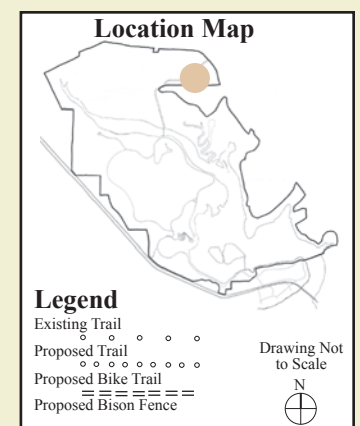 Location Map
Legend
Existing Trail
Proposed Trail
Proposed Bike Trail
Proposed Bison Fence
Drawing Not
to Scale
N